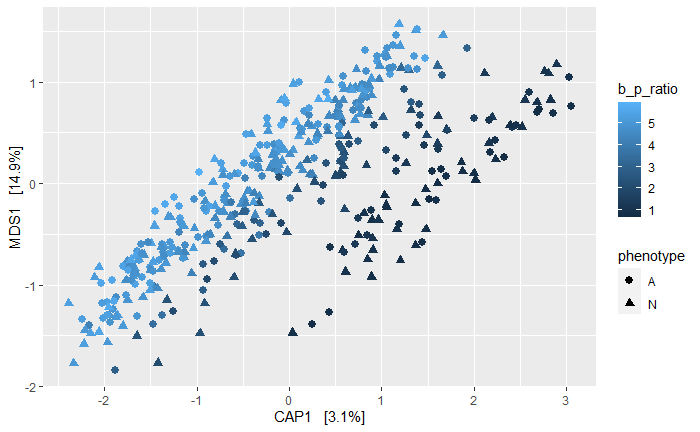 b_p_ratio
5
4
3
2
1
phenotype
A
N
1
0
-1
-2
MDS1 [14.9%]
-2
-1
0
1
2
3
CAP1 [3.1%]